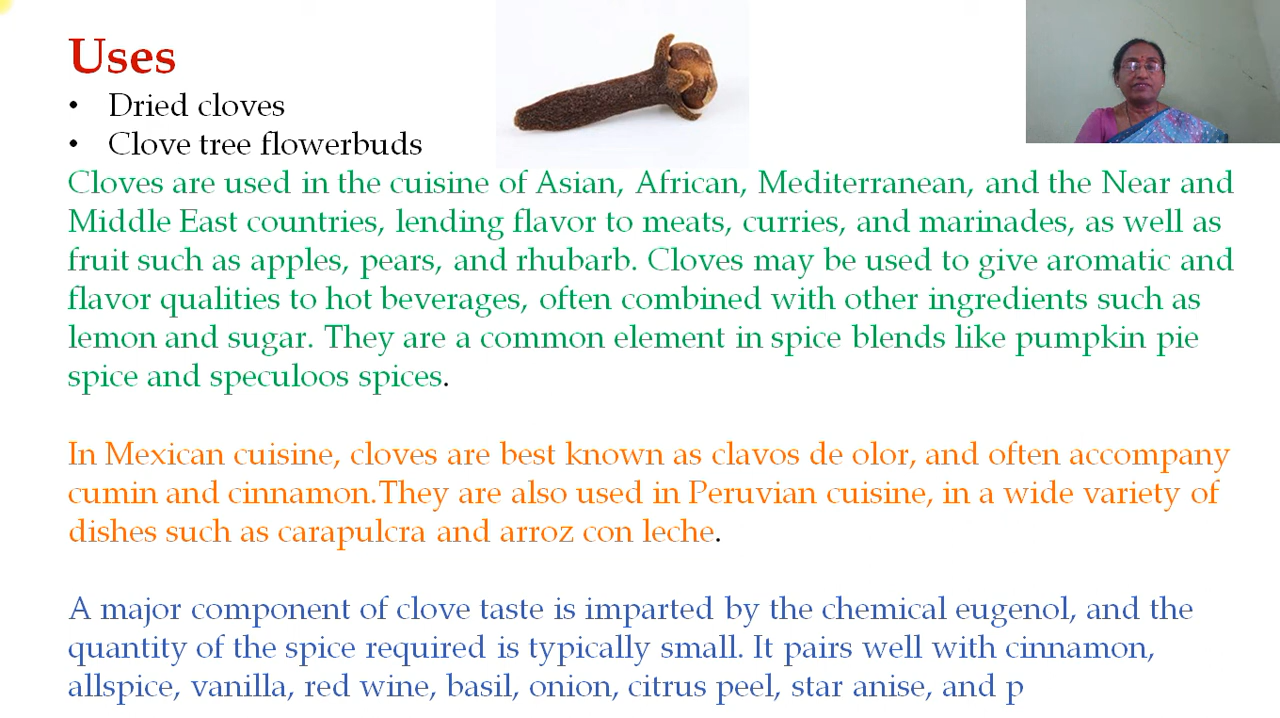 Uses
• Dried cloves
• Clove tree flowerbuds
Cloves are used in the cuisine of Asian, African, Mediterranean, and the Near and
Middle East countries, lending flavor to meats, curries, and marinades, as well as
fruit such as apples, pears, and rhubarb. Cloves may be used to give aromatic and
flavor qualities to hot beverages, often combined with other ingredients such as
lemon and sugar. They are a common element in spice blends like pumpkin pie
spice and speculoos spices.
In Mexican cuisine, cloves are best known as clavos de olor, and often accompany
cumin and cinnamon.They are also used in Peruvian cuisine, in a wide variety of
dishes such as carapulcra and arroz con leche.
A major component of clove taste is imparted by the chemical eugenol, and the
quantity of the spice required is typically small. It pairs well with cinnamon,
allspice, vanilla, red wine, basil, onion, citrus peel, star anise, and p